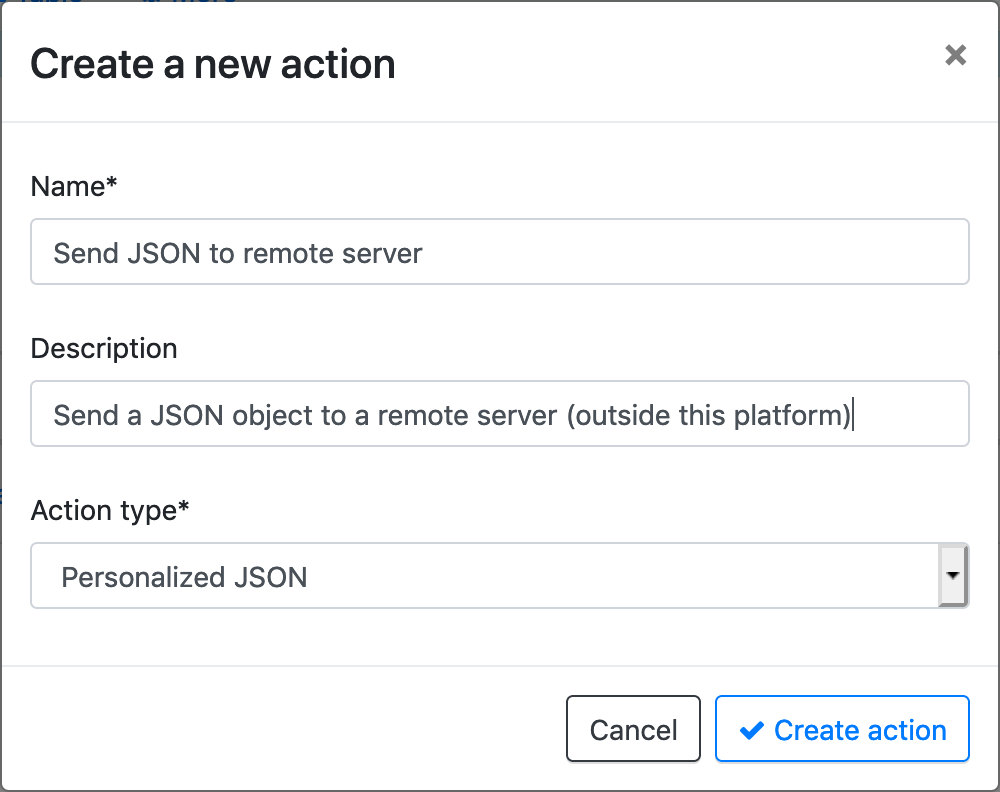 Create a new action
Name*
Send JSON to remote server
Description
Send a JSON object to a remote server (outside this platform)
Action type*
Personalized JSON
Cancel
Create action